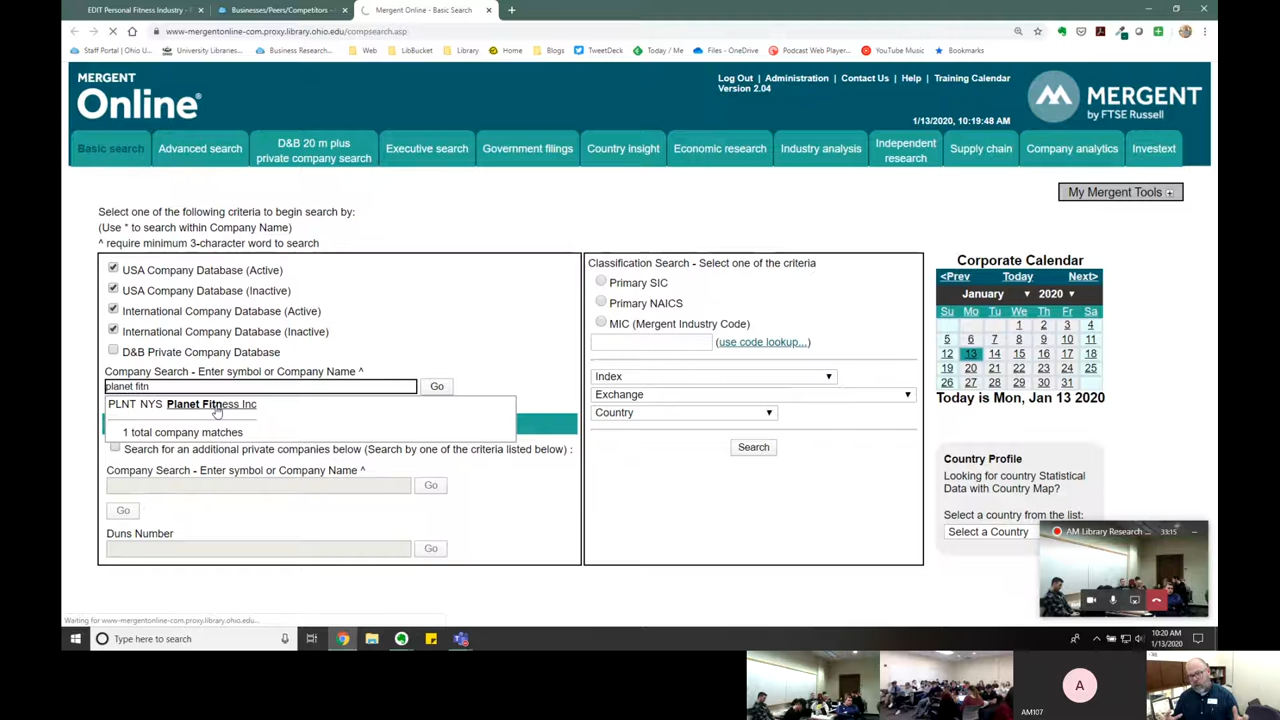 EDIT Personal Fitness Industry -
Businesses/Peers/Competitors -
Mergent Online - Basic Search
www-mergentonline-com.proxy.library.ohio.edu/compsearch.asp
Staff Portal | Ohio U...
University Libraries...
Business Research...
Web
LibBucket
Library
Home
Blogs
TweetDeck
Today / Me
Files - OneDrive
Podcast Web Player...
YouTube Music
Bookmarks
MERGENT
Online
Log Out | Administration | Contact Us | Help | Training Calendar
Version 2.04
1/13/2020, 10:19:48 AM
MERGENT
by FTSE Russell
Basic search
Advanced search
D&B 20 m plus
private company search
Executive search
Government filings
Country insight
Economic research
Industry analysis
Independent
research
Supply chain
Company analytics
Investext
My Mergent Tools
Select one of the following criteria to begin search by:
(Use * to search within Company Name)
^ require minimum 3-character word to search
USA Company Database (Active)
USA Company Database (Inactive)
International Company Database (Active)
International Company Database (Inactive)
D&B Private Company Database
Company Search - Enter symbol or Company Name ^
planet fitn
Go
PLNT NYS Planet Fitness Inc
1 total company matches
Search for an additional private companies below (Search by one of the criteria listed below) :
Company Search - Enter symbol or Company Name ^
Go
Go
Duns Number
Go
Classification Search - Select one of the criteria
Primary SIC
Primary NAICS
MIC (Mergent Industry Code)
(use code lookup...)
Index
Exchange
Country
Search
Corporate Calendar
<Prev Today Next>
January 2020
Su Mo Tu We Th Fr Sa
1 2 3 4
5 6 7 8 9 10 11
12 13 14 15 16 17 18
19 20 21 22 23 24 25
26 27 28 29 30 31
Today is Mon, Jan 13 2020
Country Profile
Looking for country Statistical
Data with Country Map?
Select a country from the list:
Select a Country
AM Library Research ... 33:15
Waiting for www-mergentonline-com.proxy.library.ohio.edu...
Type here to search
10:20 AM
1/13/2020
A
AM107